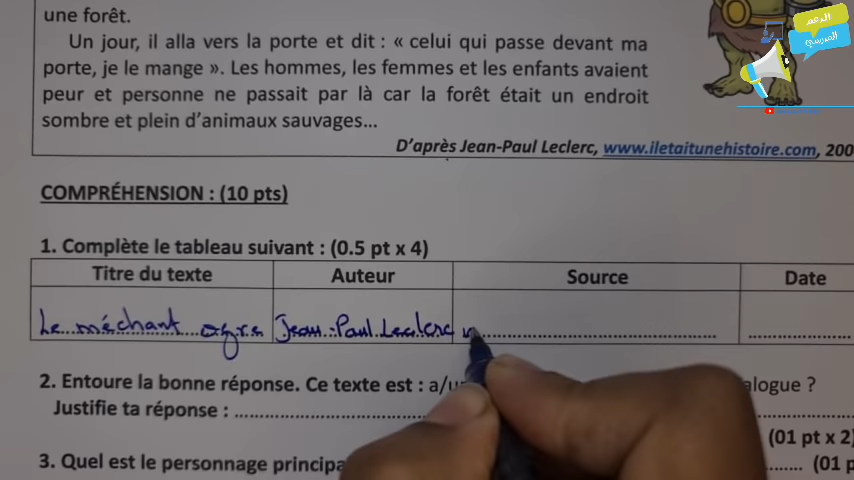 une forêt.
الدعم
المدرسي
Un jour, il alla vers la porte et dit : « celui qui passe devant ma
porte, je le mange ». Les hommes, les femmes et les enfants avaient
peur et personne ne passait par là car la forêt était un endroit
sombre et plein d'animaux sauvages...
D'après Jean-Paul Leclerc, www.iletaitunehistoire.com, 200
COMPRÉHENSION : (10 pts)
1. Complète le tableau suivant : (0.5 pt x 4)
Titre du texte Auteur Source Date
Le méchant ogre Jean-Paul Leclerc
2. Entoure la bonne réponse. Ce texte est : a/u alogue ?
Justifie ta réponse : ................................
(01 pt x 2)
3. Quel est le personnage principa ........ (01 p